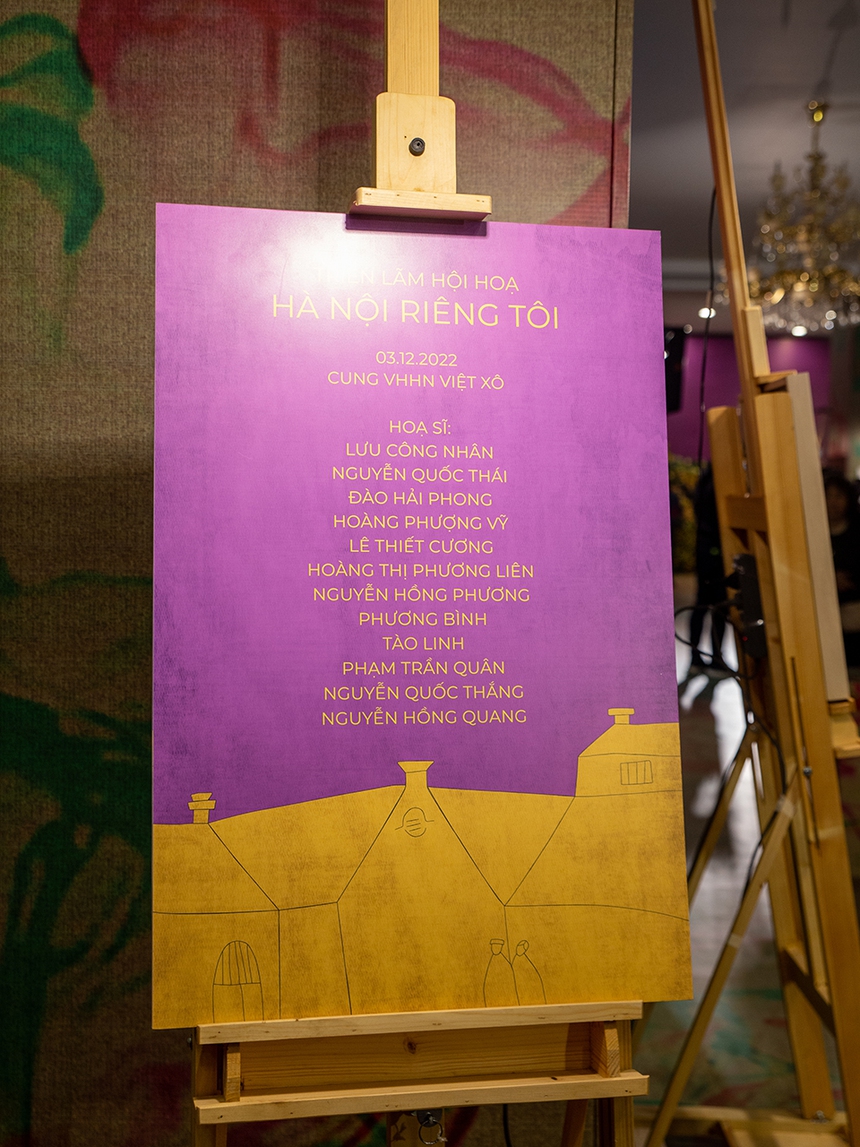 LÃM HỘI HOẠ
HÀ NỘI RIÊNG TÔI
03.12.2022
CUNG VHHN VIỆT XÔ
HOẠ SĨ:
LƯU CÔNG NHÂN
NGUYỄN QUỐC THÁI
ĐÀO HẢI PHONG
HOÀNG PHƯỢNG VỸ
LÊ THIẾT CƯƠNG
HOÀNG THỊ PHƯƠNG LIÊN
NGUYỄN HỒNG PHƯƠNG
PHƯƠNG BÌNH
TÀO LINH
PHẠM TRẦN QUÂN
NGUYỄN QUỐC THẮNG
NGUYỄN HỒNG QUANG